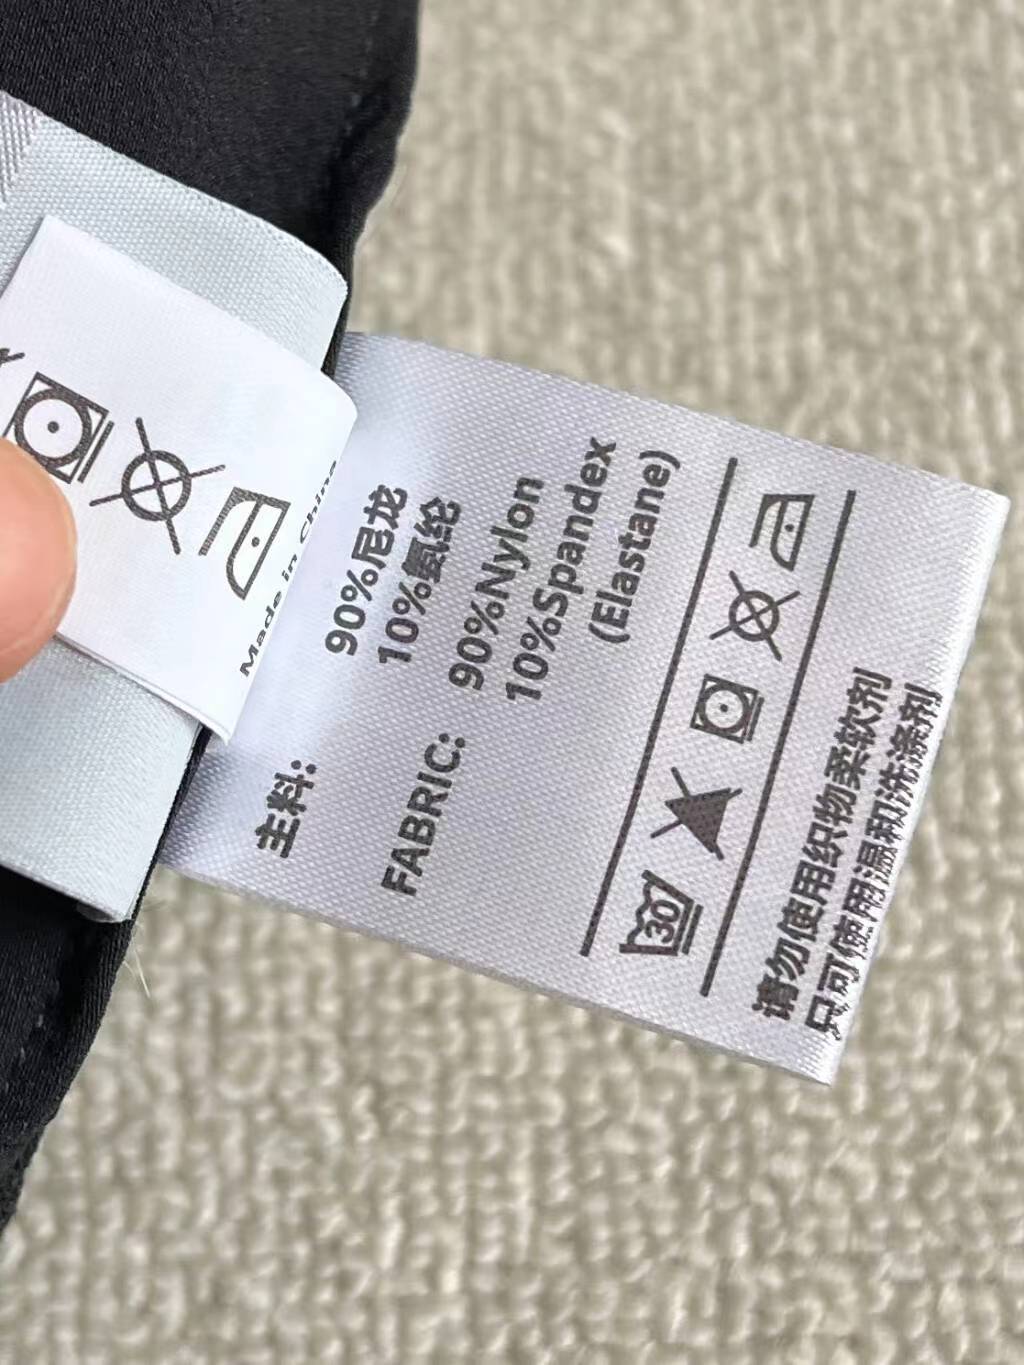 Made in China
主料:
90%尼龙
10%氨纶
FABRIC:
90%Nylon
10%Spandex
(Elastane)
30
请勿使用织物柔软剂
只可使用温和洗涤剂